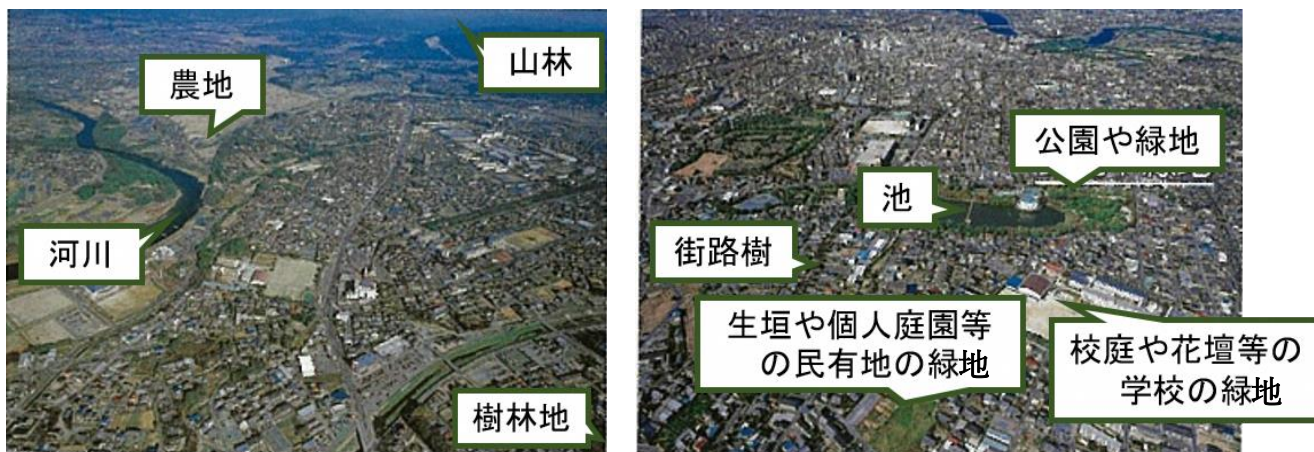 山林
農地
河川
樹林地
公園や緑地
池
街路樹
生垣や個人庭園等
の民有地の緑地
校庭や花壇等の
学校の緑地